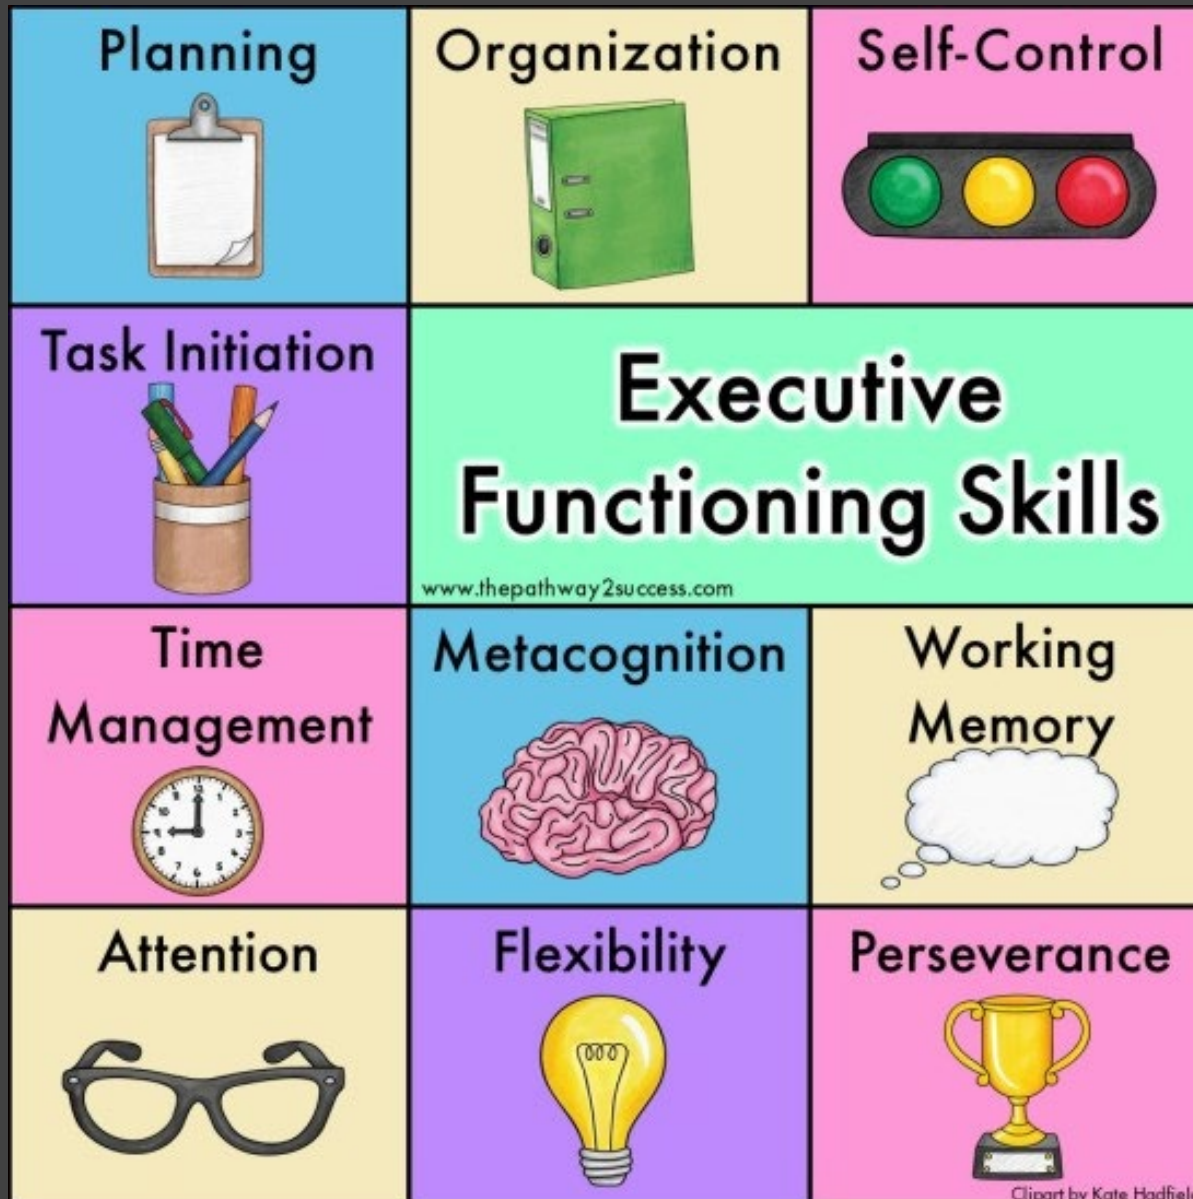 Planning
Organization
Self-Control
Task Initiation
Executive
Functioning Skills
www.thepathway2success.com
Time
Management
Metacognition
Working
Memory
Attention
Flexibility
Perseverance
Clipart by Kate Hadfield